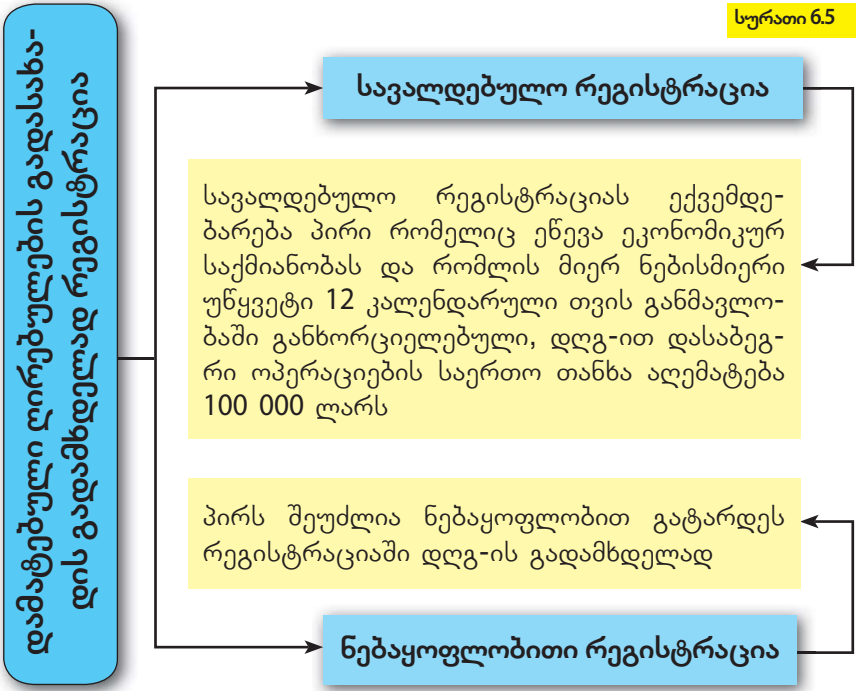 სურათი 6.5
დამატებული ღირებულების გადასახა-
დის გადამხდელად რეგისტრაცია
სავალდებულო რეგისტრაცია
სავალდებულო რეგისტრაციას ექვემდე-
ბარება პირი რომელიც ეწევა ეკონომიკურ
საქმიანობას და რომლის მიერ ნებისმიერი
უწყვეტი 12 კალენდარული თვის განმავლო-
ბაში განხორციელებული, დღგ-ით დასაბეგ-
რი ოპერაციების საერთო თანხა აღემატება
100 000 ლარს
პირს შეუძლია ნებაყოფლობით გატარდეს
რეგისტრაციაში დღგ-ის გადამხდელად
ნებაყოფლობითი რეგისტრაცია